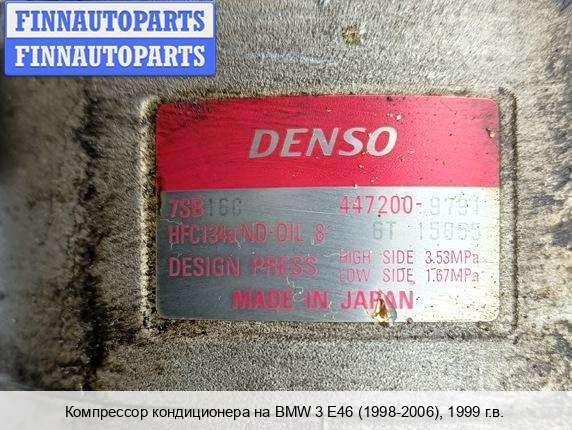 FINNAUTOPARTS
FINNAUTOPARTS
DENSO
7SB16C 447200-9791
HFC134a ND-OIL 8 6T
DESIGN PRESS HIGH SIDE 3.53MPa
LOW SIDE 1.67MPa
MADE IN JAPAN
Компрессор кондиционера на BMW 3 E46 (1998-2006), 1999 г.в.